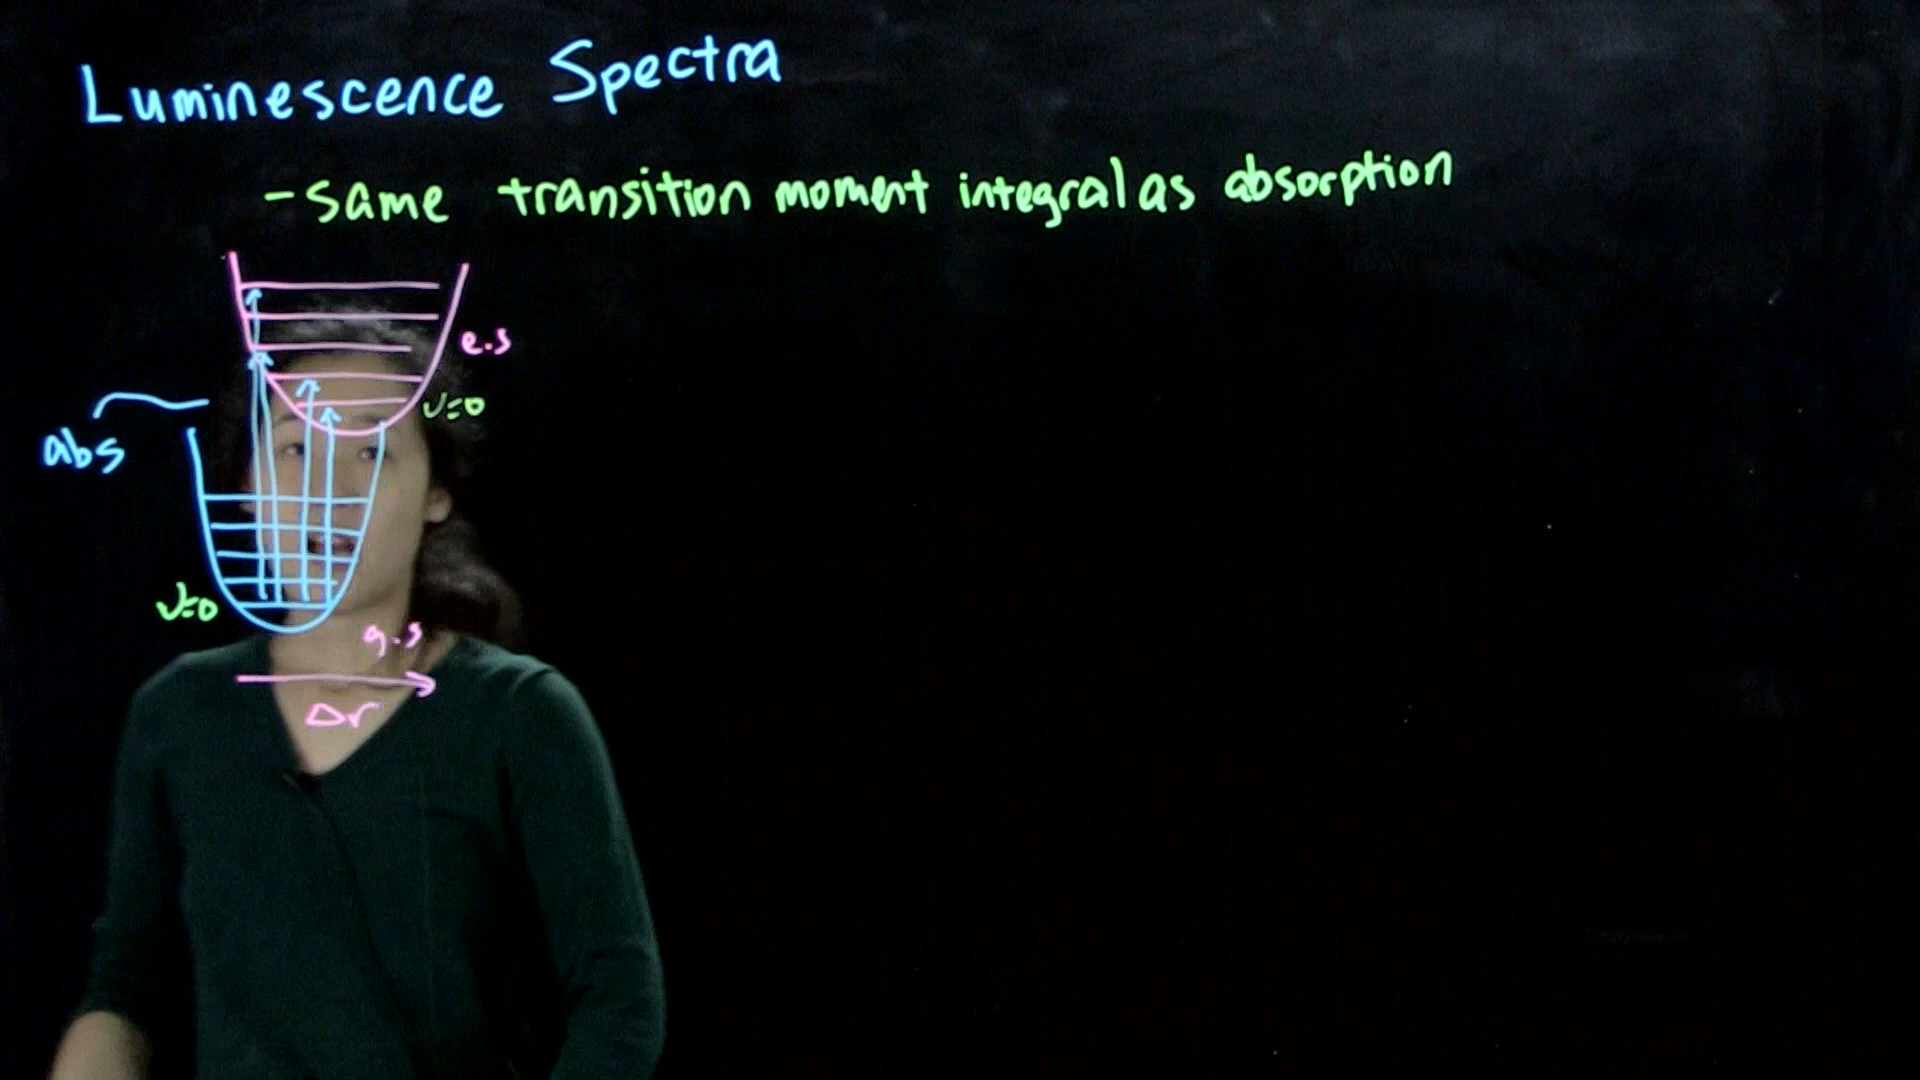 Luminescence Spectra
- same transition moment integral as absorption
e.s
v=0
abs
v=0
g.s
Δr